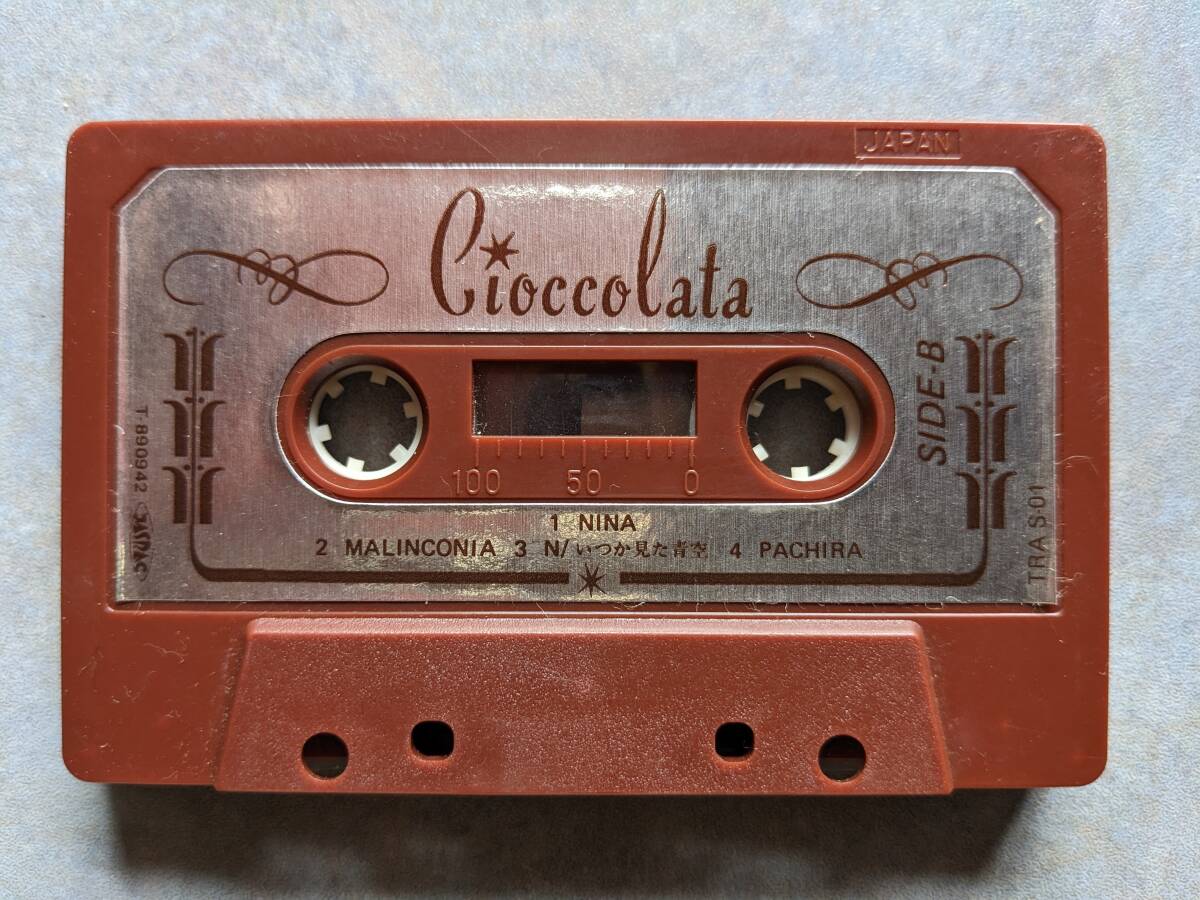 JAPAN
Cioccolata
SIDE-B
100 50 0
1 NINA
2 MALINCONIA 3 N/いつか見た青空 4 PACHIRA
T-890942 JASRAC
TRA S-01